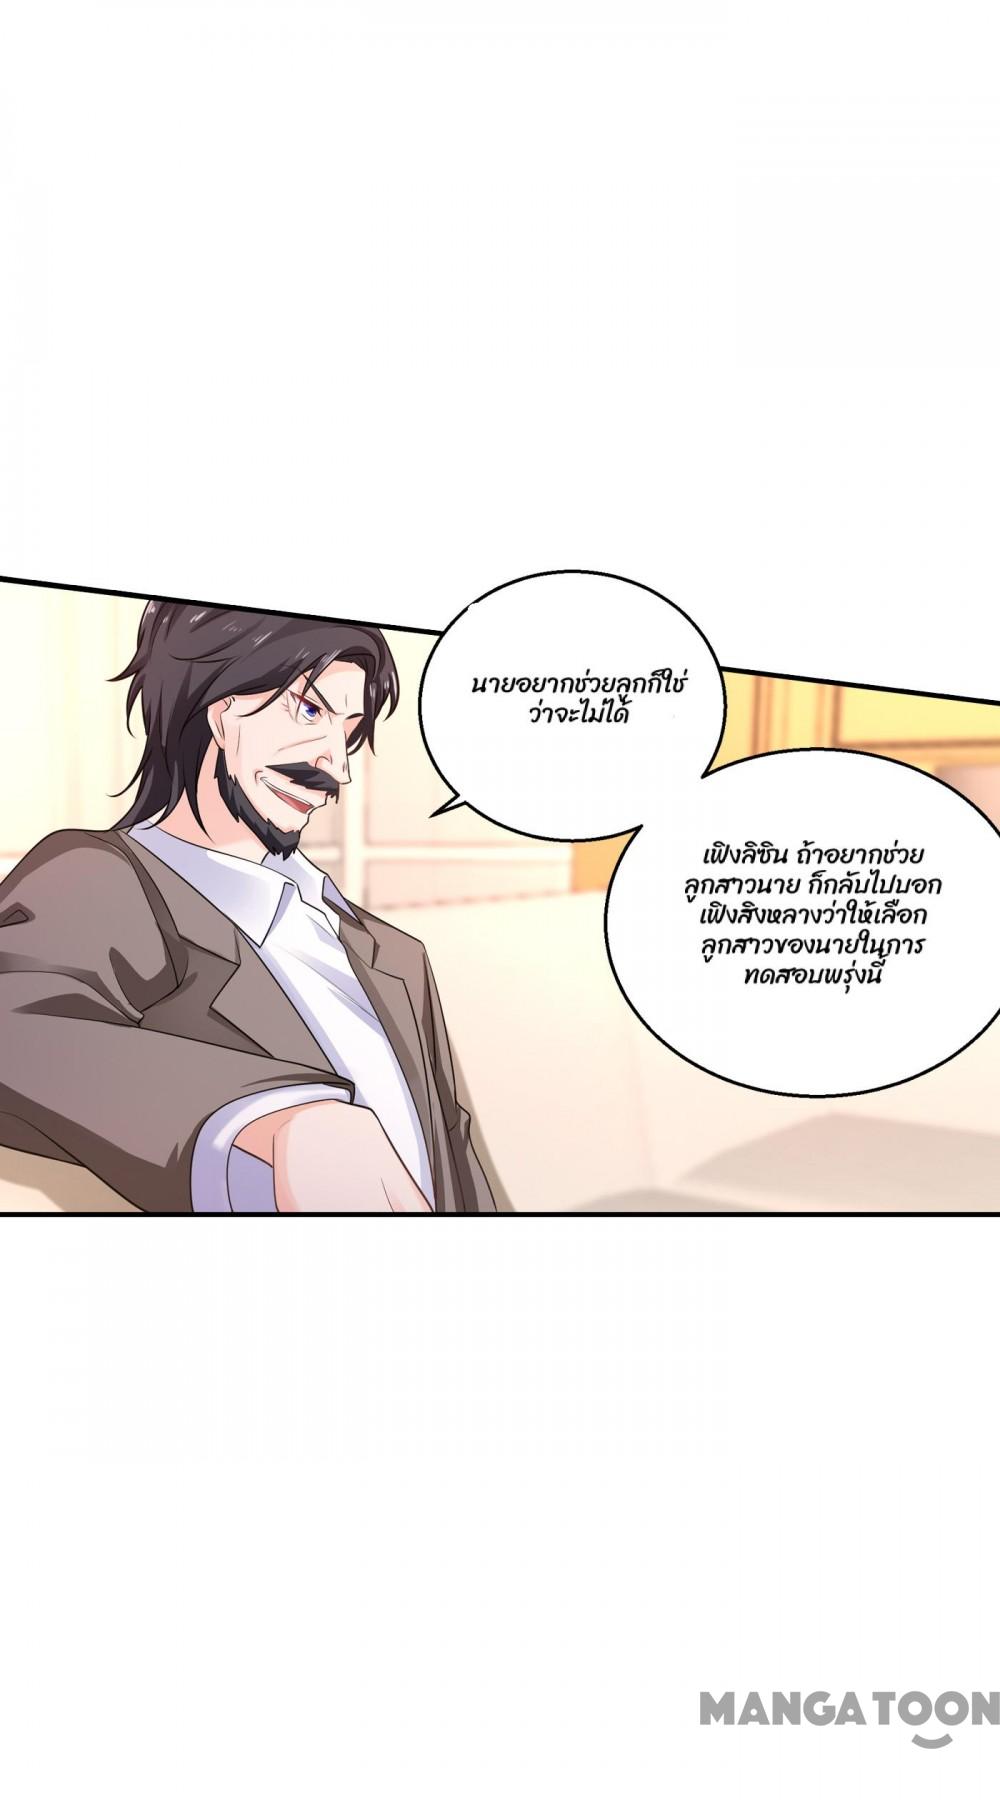 นายอยากช่วยลูกก็ใช่
ว่าจะไม่ได้
เฟิงลิซิน ถ้าอยากช่วย
ลูกสาวนาย ก็กลับไปบอก
เฟิงสิงหลางว่าให้เลือก
ลูกสาวของนายในการ
ทดสอบพรุ่งนี้
MANGATOON